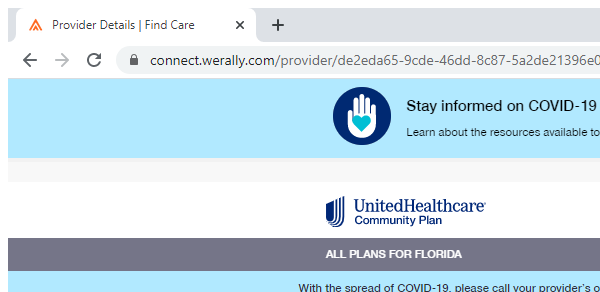 Provider Details | Find Care
connect.werally.com/provider/de2eda65-9cde-46dd-8c87-5a2de21396e0
Stay informed on COVID-19
Learn about the resources available to
UnitedHealthcare
Community Plan
ALL PLANS FOR FLORIDA
With the spread of COVID-19, please call your provider's o